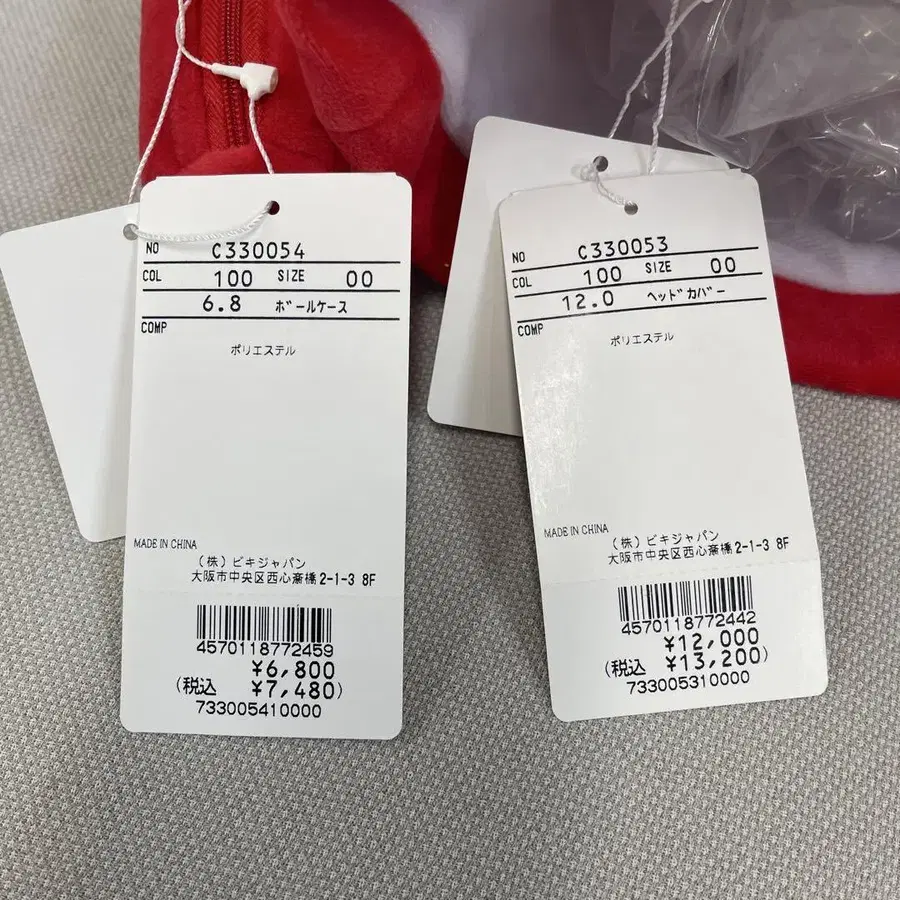 NO C330054
COL 100 SIZE 00
6.8 ボールケース
COMP
ポリエステル
MADE IN CHINA
(株)ビキジャパン
大阪市中央区西心斎橋2-1-3 8F
4570118772459
¥6,800
(税込 ¥7,480)
733005410000
NO C330053
COL 100 SIZE 00
12.0 ヘッドカバー
COMP
ポリエステル
MADE IN CHINA
(株)ビキジャパン
大阪市中央区西心斎橋2-1-3 8F
4570118772442
¥12,000
(税込 ¥13,200)
733005310000